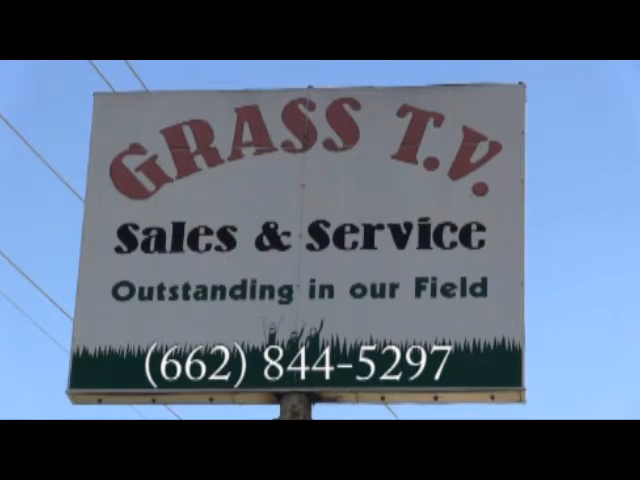 GRASS T.V.
Sales & Service
Outstanding in our Field
(662) 844-5297